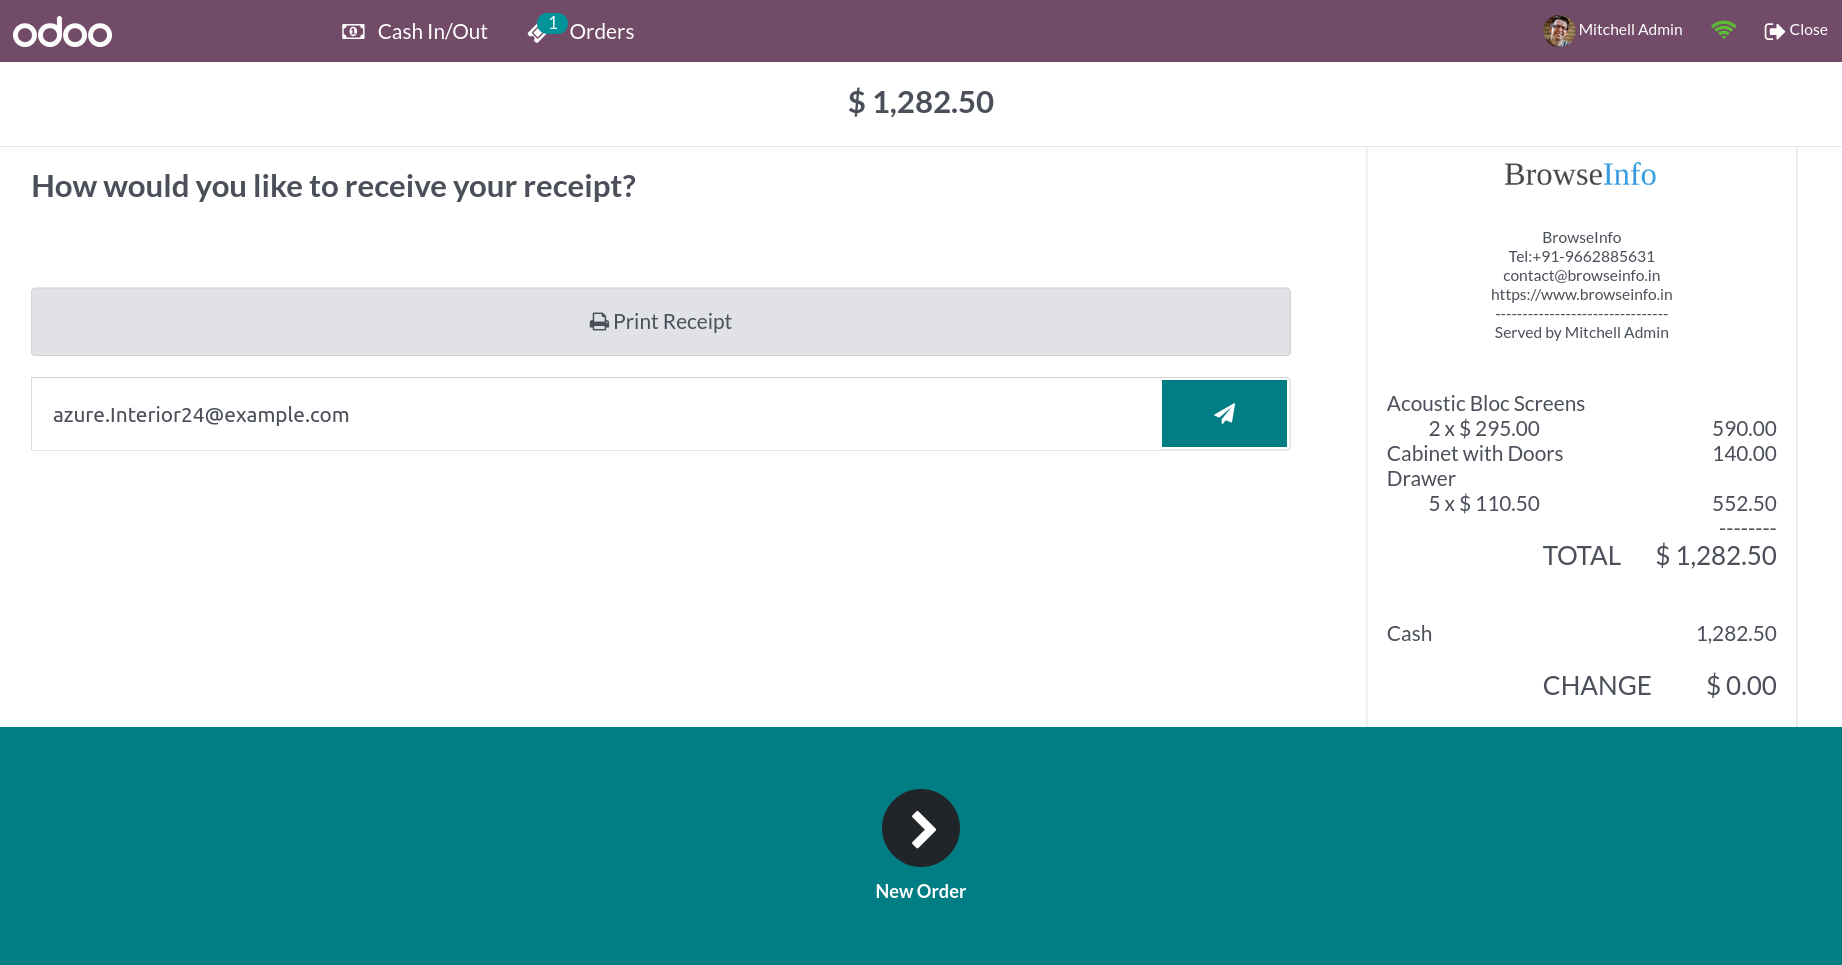 odoo
Cash In/Out
1
Orders
Mitchell Admin
Close
$ 1,282.50
How would you like to receive your receipt?
Print Receipt
azure.Interior24@example.com
BrowseInfo
BrowseInfo
Tel:+91-9662885631
contact@browseinfo.in
https://www.browseinfo.in
--------------------------------
Served by Mitchell Admin
Acoustic Bloc Screens
2 x $ 295.00 590.00
Cabinet with Doors 140.00
Drawer
5 x $ 110.50 552.50
--------
TOTAL $ 1,282.50
Cash 1,282.50
CHANGE $ 0.00
New Order